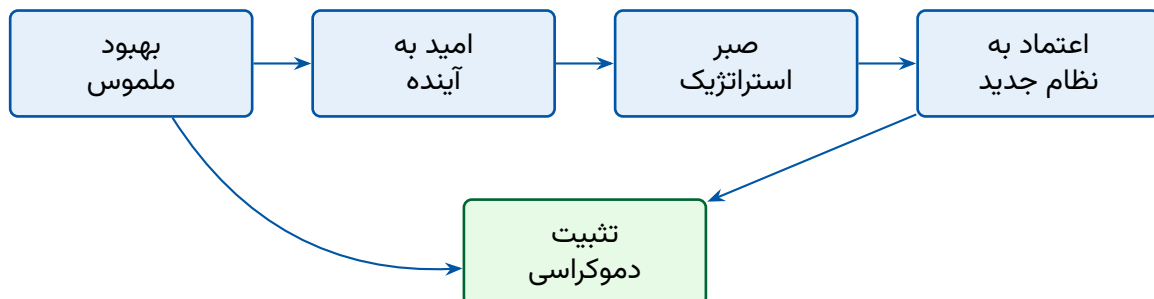 بهبود
ملموس
امید به
آینده
صبر
استراتژیک
اعتماد به
نظام جدید
تثبیت
دموکراسی